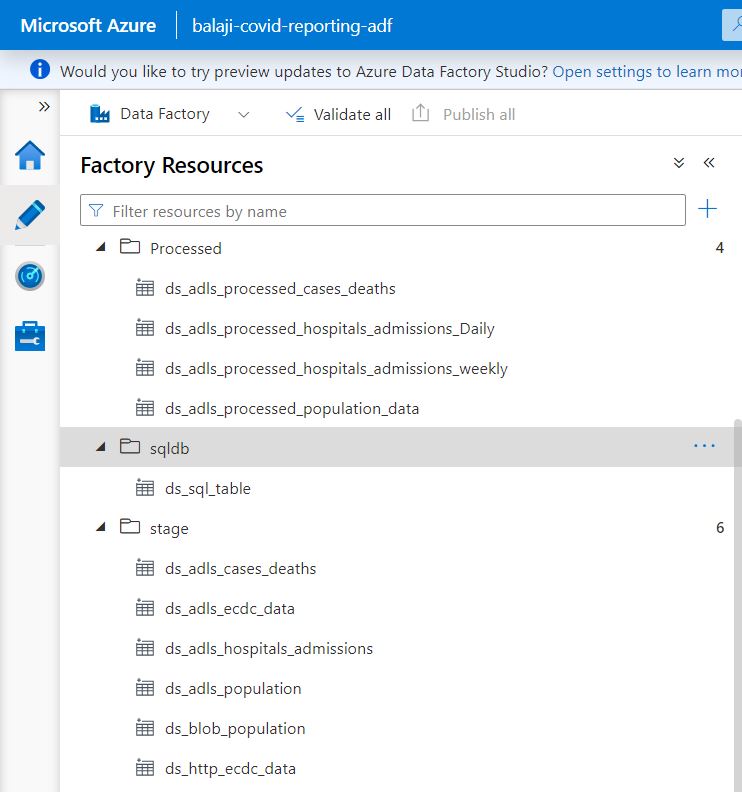 Microsoft Azure balaji-covid-reporting-adf
Would you like to try preview updates to Azure Data Factory Studio? Open settings to learn mo
Data Factory Validate all Publish all
Factory Resources
Filter resources by name
Processed 4
ds_adls_processed_cases_deaths
ds_adls_processed_hospitals_admissions_Daily
ds_adls_processed_hospitals_admissions_weekly
ds_adls_processed_population_data
sqldb
ds_sql_table
stage 6
ds_adls_cases_deaths
ds_adls_ecdc_data
ds_adls_hospitals_admissions
ds_adls_population
ds_blob_population
ds_http_ecdc_data